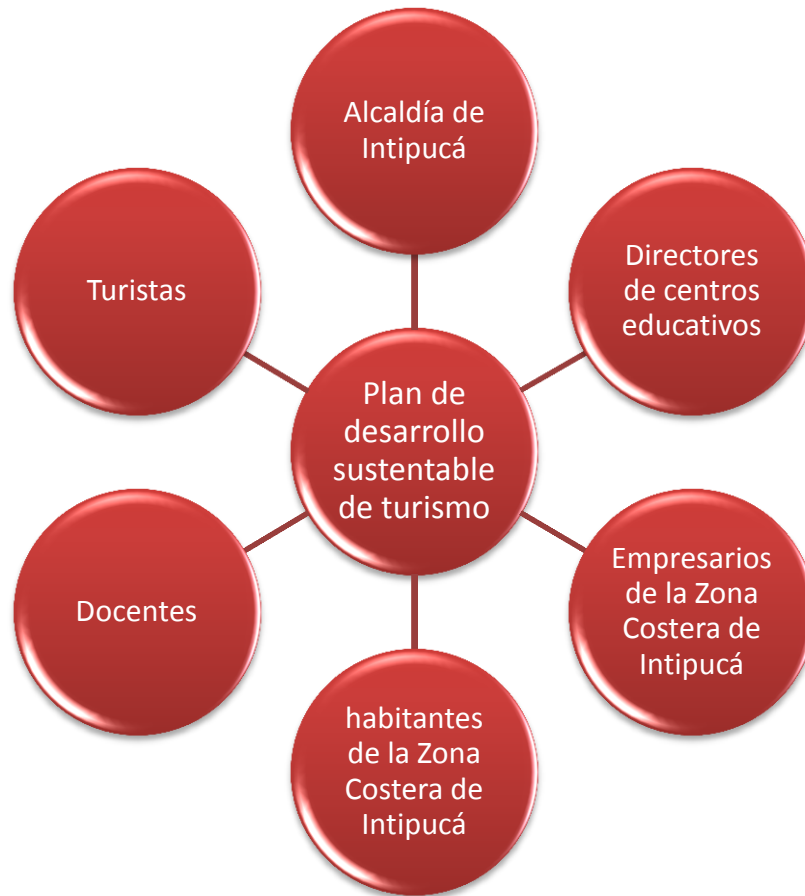 Alcaldía de
Intipucá
Directores
de centros
educativos
Empresarios
de la Zona
Costera de
Intipucá
habitantes
de la Zona
Costera de
Intipucá
Docentes
Turistas
Plan de
desarrollo
sustentable
de turismo